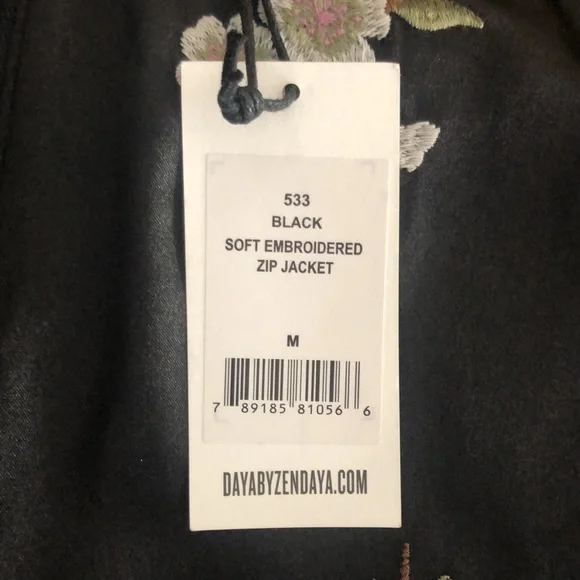 533
BLACK
SOFT EMBROIDERED
ZIP JACKET
M
7 89185 81056 6
DAYABYZENDAYA.COM